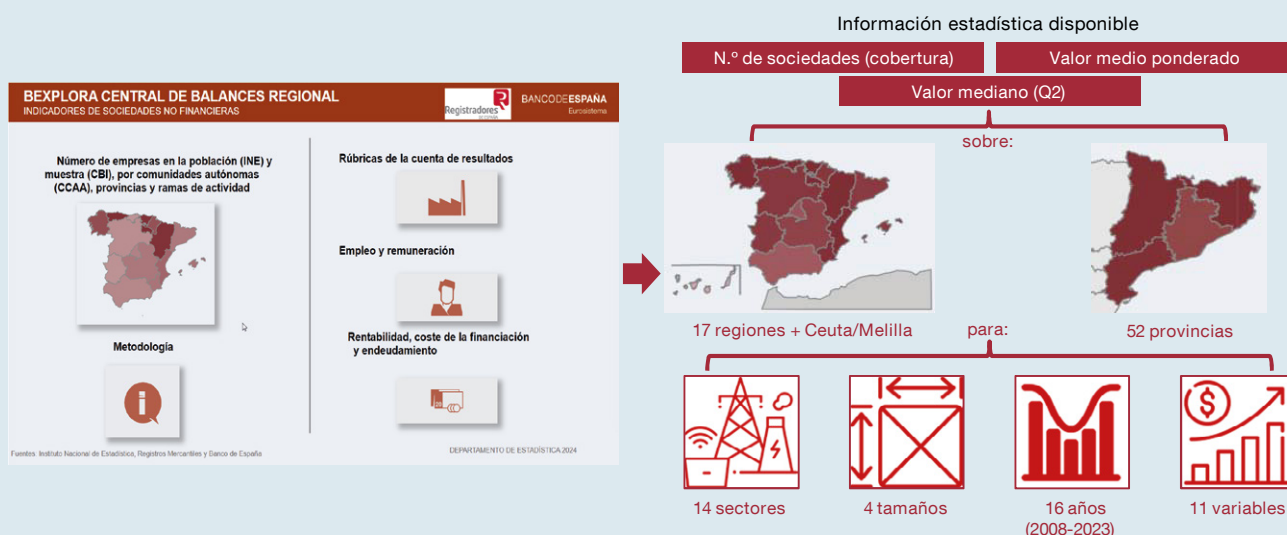 Información estadística disponible
N.º de sociedades (cobertura)
Valor medio ponderado
Valor mediano (Q2)
sobre:
BEXPLORA CENTRAL DE BALANCES REGIONAL
INDICADORES DE SOCIEDADES NO FINANCIERAS
Registradores
DE ESPAÑA
BANCODEESPAÑA
Eurosistema
Número de empresas en la población (INE) y
muestra (CBI), por comunidades autónomas
(CCAA), provincias y ramas de actividad
Metodología
Rúbricas de la cuenta de resultados
Empleo y remuneración
Rentabilidad, coste de la financiación
y endeudamiento
Fuentes: Instituto Nacional de Estadística, Registros Mercantiles y Banco de España
DEPARTAMENTO DE ESTADÍSTICA 2024
17 regiones + Ceuta/Melilla
para:
52 provincias
14 sectores
4 tamaños
16 años
(2008-2023)
11 variables